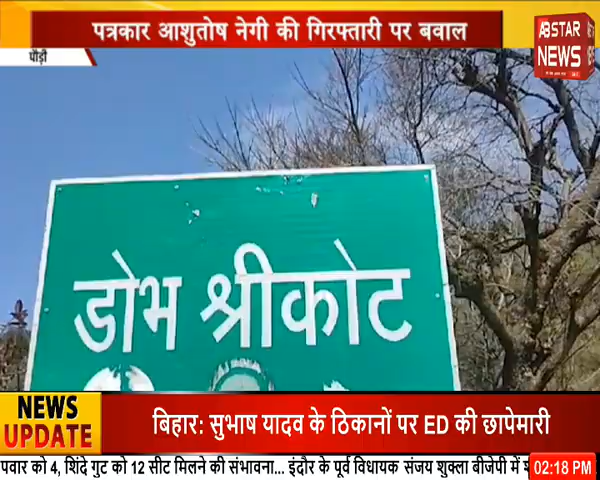 पत्रकार आशुतोष नेगी की गिरफ्तारी पर बवाल
ABSTAR
NEWS
पौड़ी
डोभ श्रीकोट
NEWS
UPDATE
बिहार: सुभाष यादव के ठिकानों पर ED की छापेमारी
पवार को 4, शिंदे गुट को 12 सीट मिलने की संभावना... इंदौर के पूर्व विधायक संजय शुक्ला बीजेपी में
02:18 PM